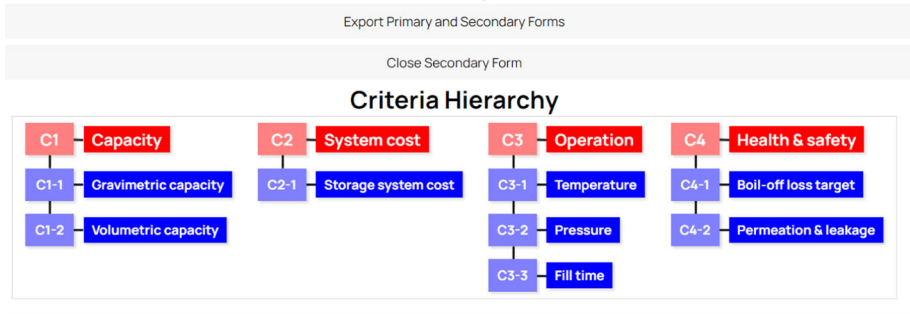 Export Primary and Secondary Forms
Close Secondary Form
Criteria Hierarchy
C1 Capacity
C1-1 Gravimetric capacity
C1-2 Volumetric capacity
C2 System cost
C2-1 Storage system cost
C3 Operation
C3-1 Temperature
C3-2 Pressure
C3-3 Fill time
C4 Health & safety
C4-1 Boil-off loss target
C4-2 Permeation & leakage